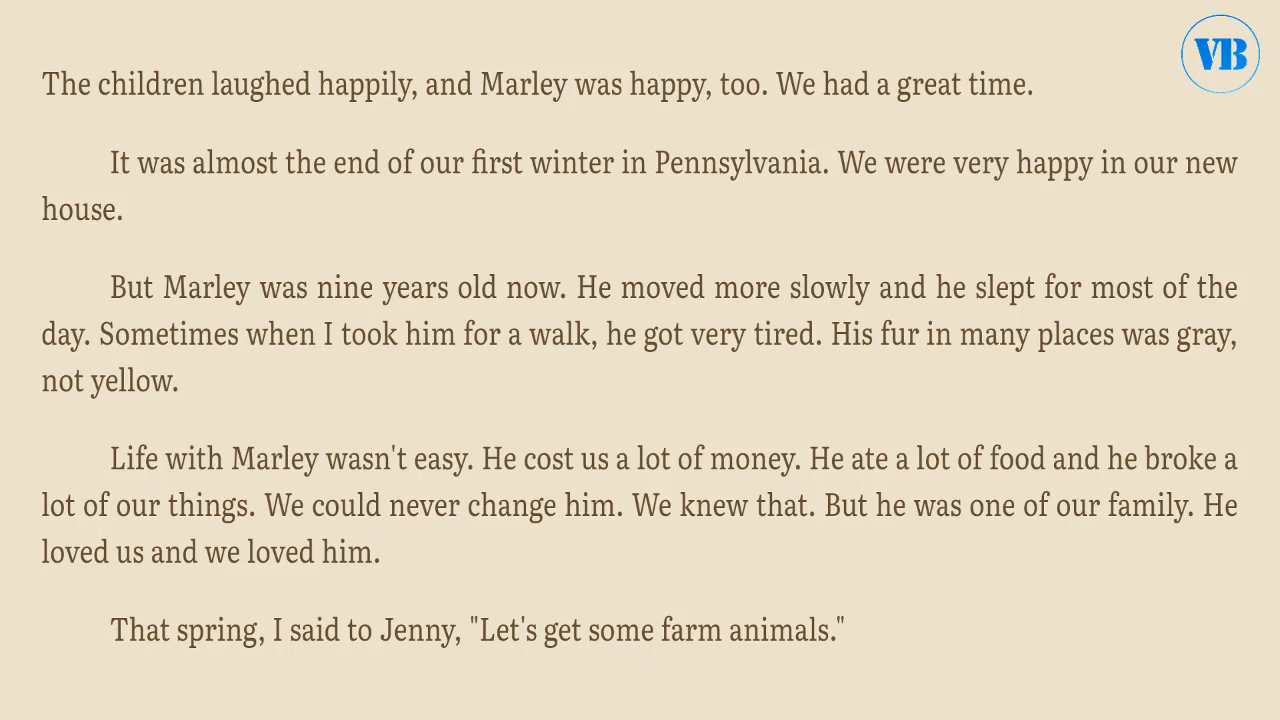 VB
The children laughed happily, and Marley was happy, too. We had a great time.
It was almost the end of our first winter in Pennsylvania. We were very happy in our new
house.
But Marley was nine years old now. He moved more slowly and he slept for most of the
day. Sometimes when I took him for a walk, he got very tired. His fur in many places was gray,
not yellow.
Life with Marley wasn't easy. He cost us a lot of money. He ate a lot of food and he broke a
lot of our things. We could never change him. We knew that. But he was one of our family. He
loved us and we loved him.
That spring, I said to Jenny, "Let's get some farm animals."